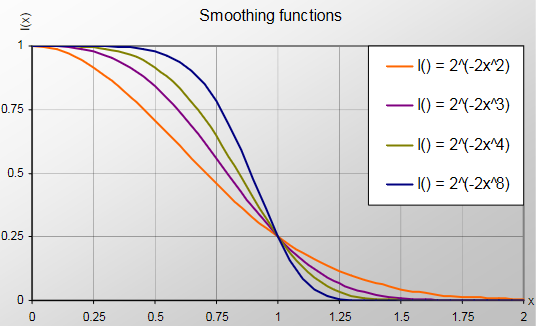 Smoothing functions
I(x)
1
0.75
0.5
0.25
0
I() = 2^(-2x^2)
I() = 2^(-2x^3)
I() = 2^(-2x^4)
I() = 2^(-2x^8)
x
0 0.25 0.5 0.75 1 1.25 1.5 1.75 2